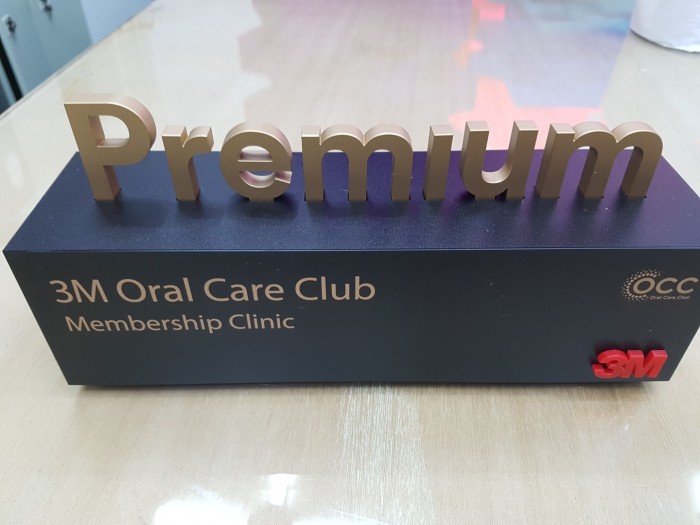 Premium
3M Oral Care Club
Membership Clinic
OCC
Oral Care Club
3M